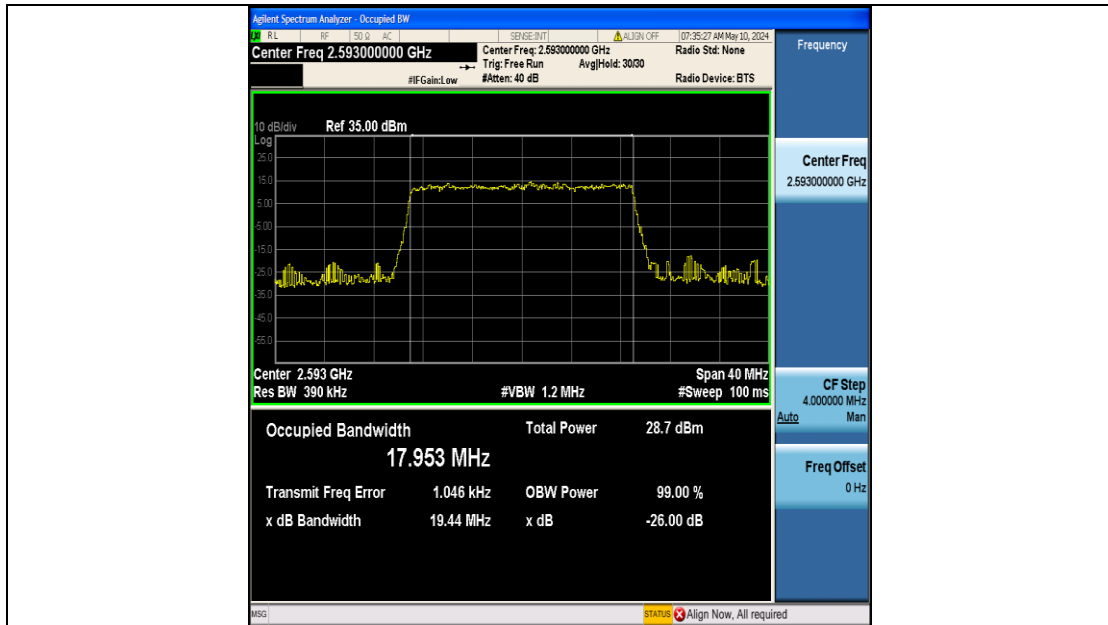 Agilent Spectrum Analyzer - Occupied BW
RL RF 50 Ω AC SENSE:INT ALIGN OFF 07:35:27 AM May 10, 2024
Center Freq 2.593000000 GHz
Center Freq: 2.593000000 GHz Radio Std: None
Trig: Free Run Avg|Hold: 30/30
#IFGain:Low #Atten: 40 dB Radio Device: BTS
10 dB/div Ref 35.00 dBm
Log
25.0
15.0
5.00
-5.00
-15.0
-25.0
-35.0
-45.0
-55.0
Center 2.593 GHz Span 40 MHz
Res BW 390 kHz #VBW 1.2 MHz #Sweep 100 ms
Occupied Bandwidth Total Power 28.7 dBm
17.953 MHz
Transmit Freq Error 1.046 kHz OBW Power 99.00 %
x dB Bandwidth 19.44 MHz x dB -26.00 dB
MSG STATUS Align Now, All required
Frequency
Center Freq
2.593000000 GHz
CF Step
4.000000 MHz
Auto Man
Freq Offset
0 Hz